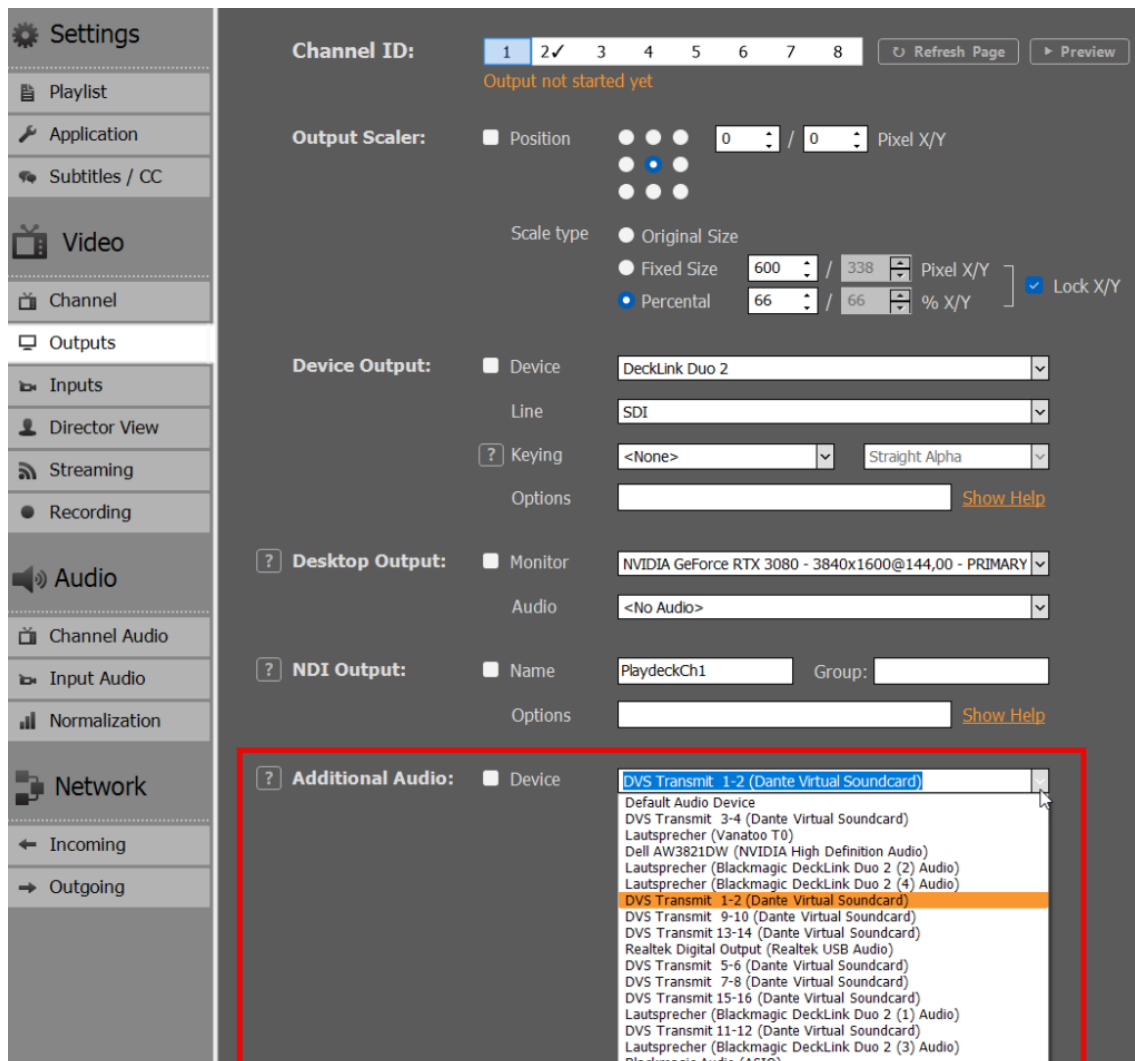 Settings
Playlist
Application
Subtitles / CC
Video
Channel
Outputs
Inputs
Director View
Streaming
Recording
Audio
Channel Audio
Input Audio
Normalization
Network
Incoming
Outgoing
Channel ID: 1 2✓ 3 4 5 6 7 8 Refresh Page Preview
Output not started yet
Output Scaler: Position 0 / 0 Pixel X/Y
Scale type Original Size
Fixed Size 600 / 338 Pixel X/Y
Lock X/Y
Percental 66 / 66 % X/Y
Device Output: Device DeckLink Duo 2
Line SDI
? Keying <None> Straight Alpha
Options Show Help
? Desktop Output: Monitor NVIDIA GeForce RTX 3080 - 3840x1600@144,00 - PRIMARY
Audio <No Audio>
? NDI Output: Name PlaydeckCh1 Group:
Options Show Help
? Additional Audio: Device DVS Transmit 1-2 (Dante Virtual Soundcard)
Default Audio Device
DVS Transmit 3-4 (Dante Virtual Soundcard)
Lautsprecher (Vanatoo T0)
Dell AW3821DW (NVIDIA High Definition Audio)
Lautsprecher (Blackmagic DeckLink Duo 2 (2) Audio)
Lautsprecher (Blackmagic DeckLink Duo 2 (4) Audio)
DVS Transmit 1-2 (Dante Virtual Soundcard)
DVS Transmit 9-10 (Dante Virtual Soundcard)
DVS Transmit 13-14 (Dante Virtual Soundcard)
Realtek Digital Output (Realtek USB Audio)
DVS Transmit 5-6 (Dante Virtual Soundcard)
DVS Transmit 7-8 (Dante Virtual Soundcard)
DVS Transmit 15-16 (Dante Virtual Soundcard)
Lautsprecher (Blackmagic DeckLink Duo 2 (1) Audio)
DVS Transmit 11-12 (Dante Virtual Soundcard)
Lautsprecher (Blackmagic DeckLink Duo 2 (3) Audio)
Blackmagic Audio (ASIO)